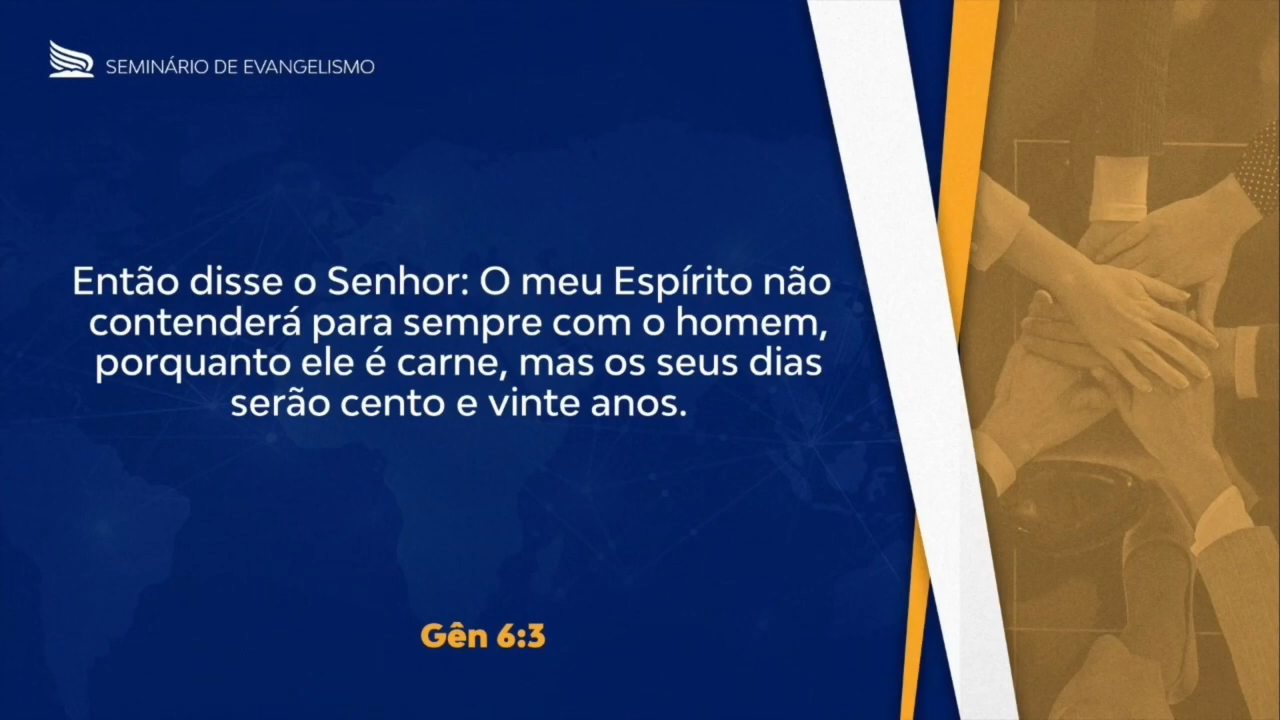 SEMINÁRIO DE EVANGELISMO
Então disse o Senhor: O meu Espírito não
contenderá para sempre com o homem,
porquanto ele é carne, mas os seus dias
serão cento e vinte anos.
Gên 6:3